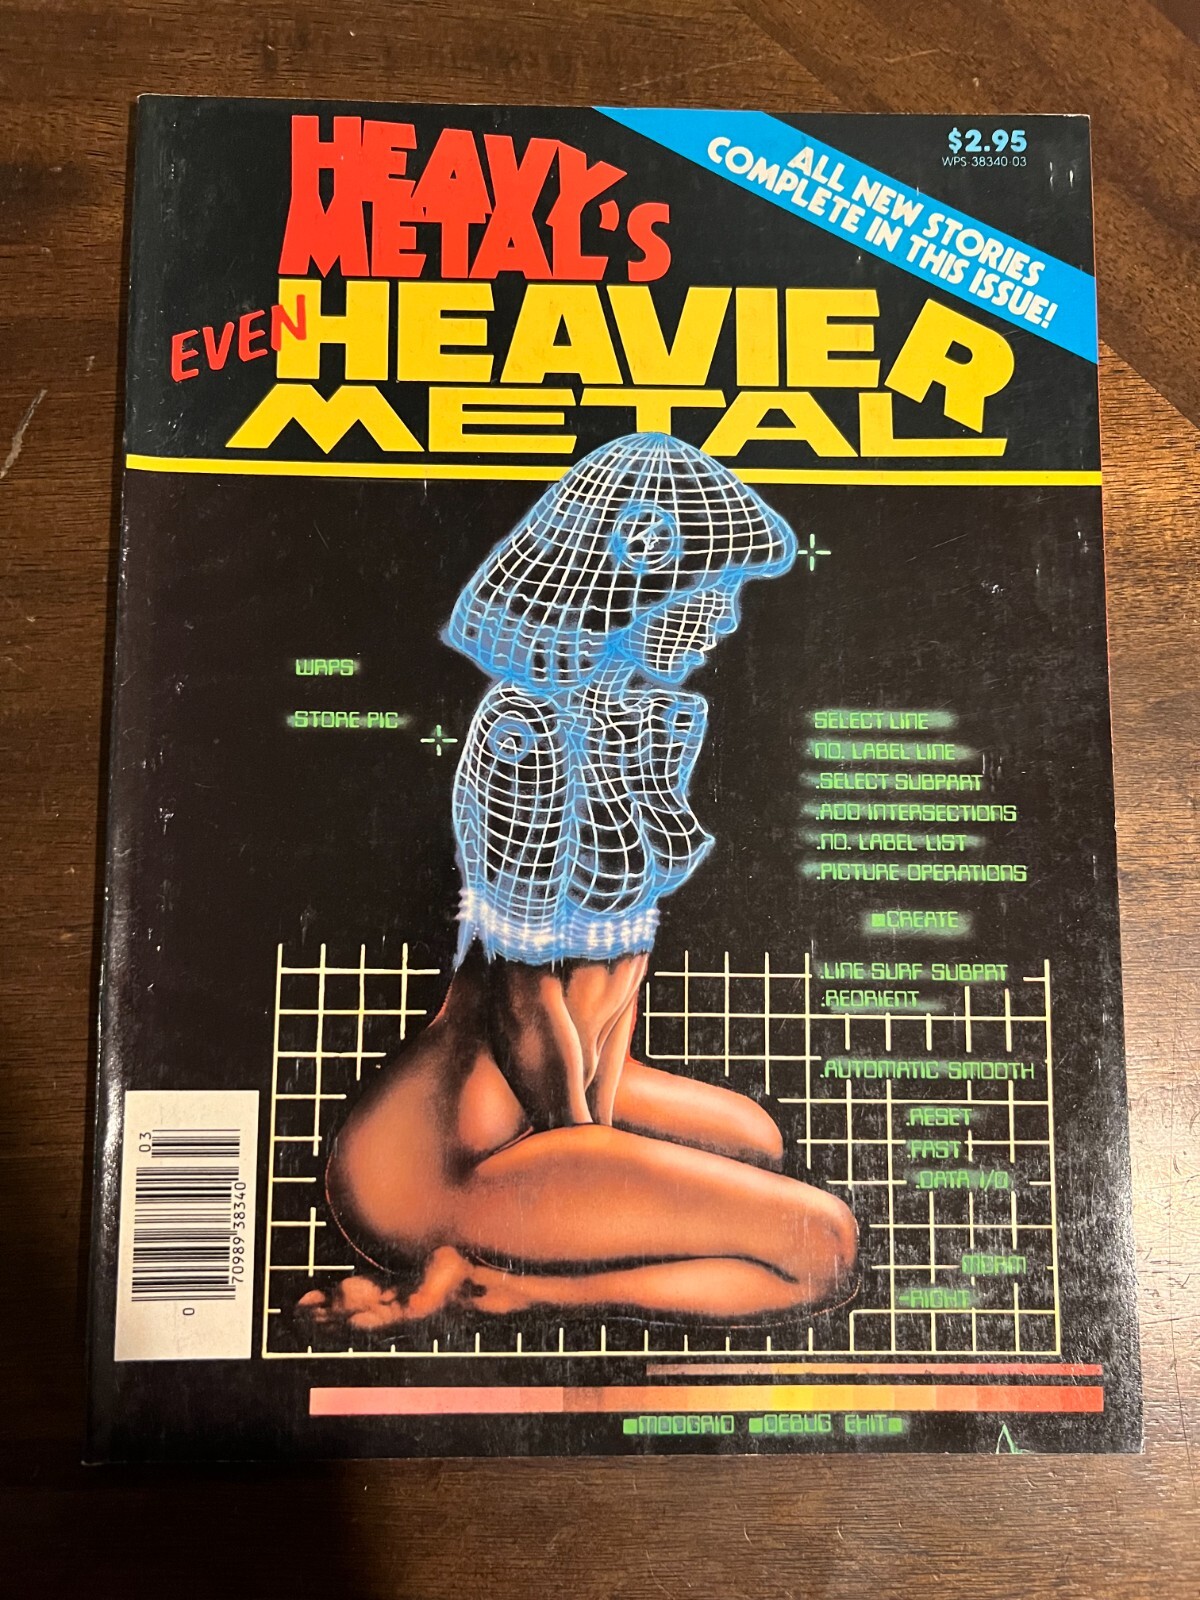 $2.95
WPS-38340-03
ALL NEW STORIES
COMPLETE IN THIS ISSUE!
HEAVY
METAL'S
EVEN HEAVIER
METAL
WRPS
STORE PIC
SELECT LINE
NO. LABEL LINE
.SELECT SUBPART
.ADD INTERSECTIONS
.NO. LABEL LIST
.PICTURE OPERATIONS
■CREATE
.LINE SURF SUBPRT
.REORIENT
.AUTOMATIC SMOOTH
.RESET
.FAST
.DATA I/O
-RIGHT
03
0 70989 38340
■MODGRID ■DEBUG EXIT■